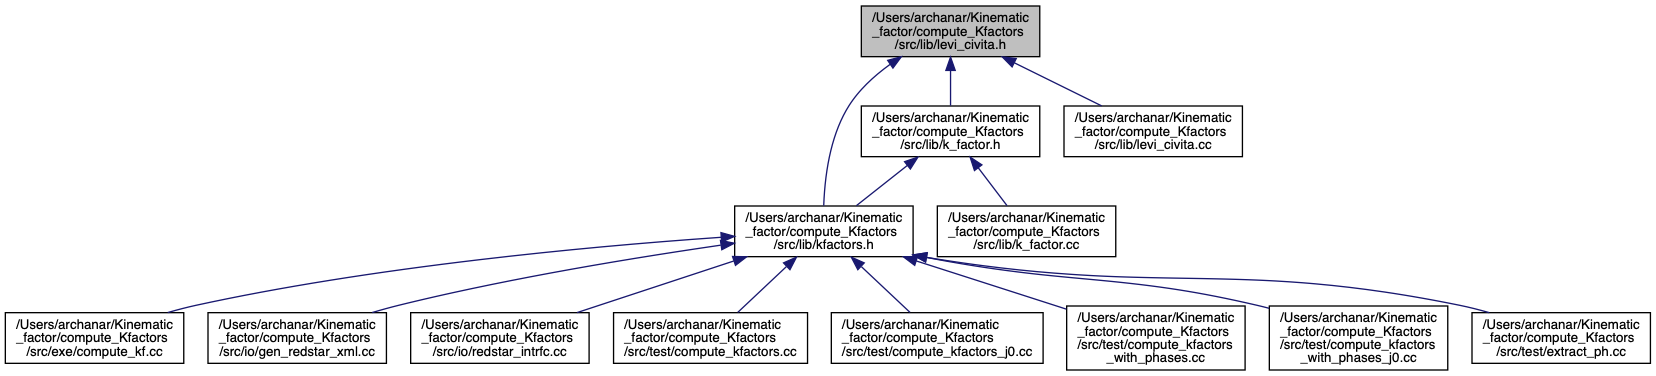 /Users/archanar/Kinematic
_factor/compute_Kfactors
/src/lib/levi_civita.h
/Users/archanar/Kinematic
_factor/compute_Kfactors
/src/lib/k_factor.h
/Users/archanar/Kinematic
_factor/compute_Kfactors
/src/lib/levi_civita.cc
/Users/archanar/Kinematic
_factor/compute_Kfactors
/src/lib/kfactors.h
/Users/archanar/Kinematic
_factor/compute_Kfactors
/src/lib/k_factor.cc
/Users/archanar/Kinematic
_factor/compute_Kfactors
/src/exe/compute_kf.cc
/Users/archanar/Kinematic
_factor/compute_Kfactors
/src/io/gen_redstar_xml.cc
/Users/archanar/Kinematic
_factor/compute_Kfactors
/src/io/redstar_intrfc.cc
/Users/archanar/Kinematic
_factor/compute_Kfactors
/src/test/compute_kfactors.cc
/Users/archanar/Kinematic
_factor/compute_Kfactors
/src/test/compute_kfactors_j0.cc
/Users/archanar/Kinematic
_factor/compute_Kfactors
/src/test/compute_kfactors
_with_phases.cc
/Users/archanar/Kinematic
_factor/compute_Kfactors
/src/test/compute_kfactors
_with_phases_j0.cc
/Users/archanar/Kinematic
_factor/compute_Kfactors
/src/test/extract_ph.cc